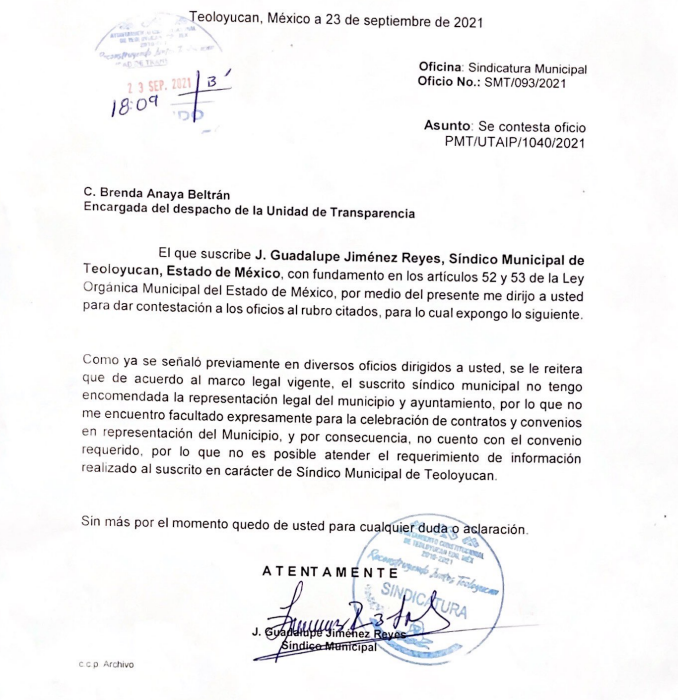 Teoloyucan, México a 23 de septiembre de 2021
23 SEP. 2021
B'
18:09
Oficina: Sindicatura Municipal
Oficio No.: SMT/093/2021
Asunto: Se contesta oficio
PMT/UTAIP/1040/2021
C. Brenda Anaya Beltrán
Encargada del despacho de la Unidad de Transparencia
El que suscribe J. Guadalupe Jiménez Reyes, Síndico Municipal de
Teoloyucan, Estado de México, con fundamento en los artículos 52 y 53 de la Ley
Orgánica Municipal del Estado de México, por medio del presente me dirijo a usted
para dar contestación a los oficios al rubro citados, para lo cual expongo lo siguiente.
Como ya se señaló previamente en diversos oficios dirigidos a usted, se le reitera
que de acuerdo al marco legal vigente, el suscrito síndico municipal no tengo
encomendada la representación legal del municipio y ayuntamiento, por lo que no
me encuentro facultado expresamente para la celebración de contratos y convenios
en representación del Municipio, y por consecuencia, no cuento con el convenio
requerido, por lo que no es posible atender el requerimiento de información
realizado al suscrito en carácter de Síndico Municipal de Teoloyucan.
Sin más por el momento quedo de usted para cualquier duda o aclaración.
ATENTAMENTE
Reconstruyendo Juntos Teoloyucan
SINDICATURA
J. Guadalupe Jiménez Reyes
Síndico Municipal
c.c.p. Archivo